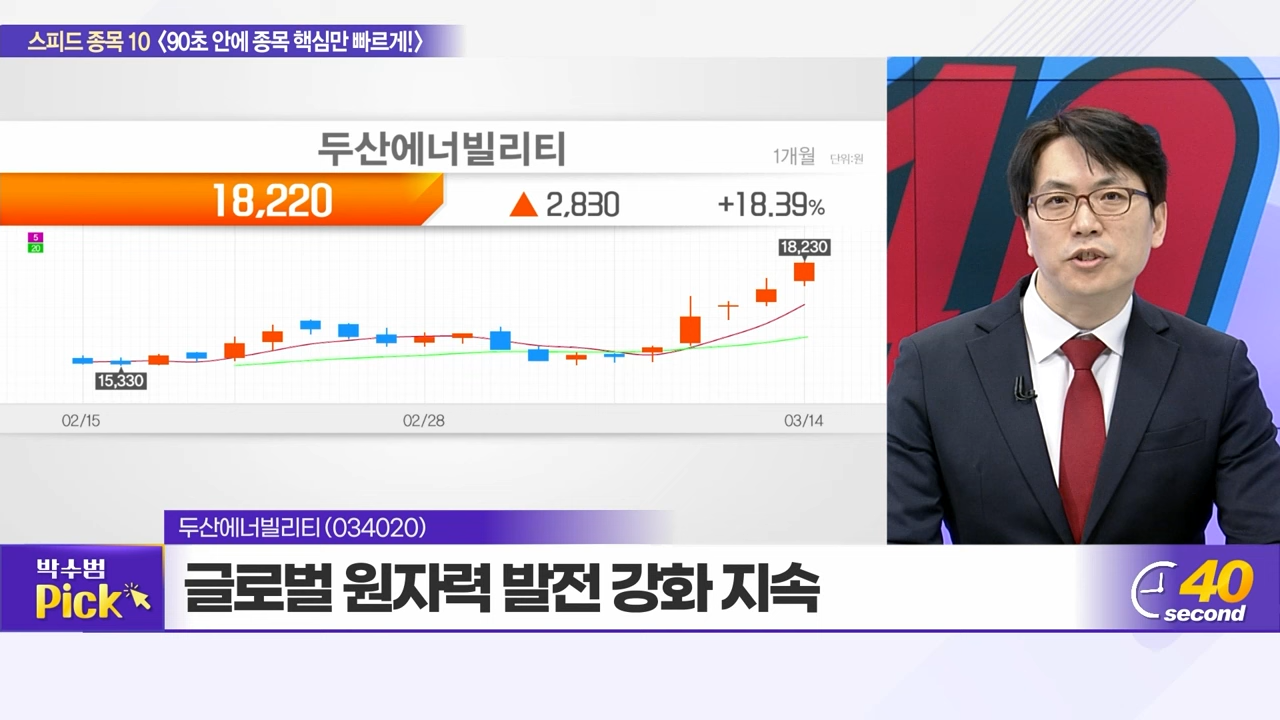 스피드 종목 10 〈90초 안에 종목 핵심만 빠르게!〉
두산에너빌리티
1개월 단위:원
18,220 ▲ 2,830 +18.39%
5
20
18,230
15,330
02/15 02/28 03/14
두산에너빌리티(034020)
박수범
Pick
글로벌 원자력 발전 강화 지속
40
second
10